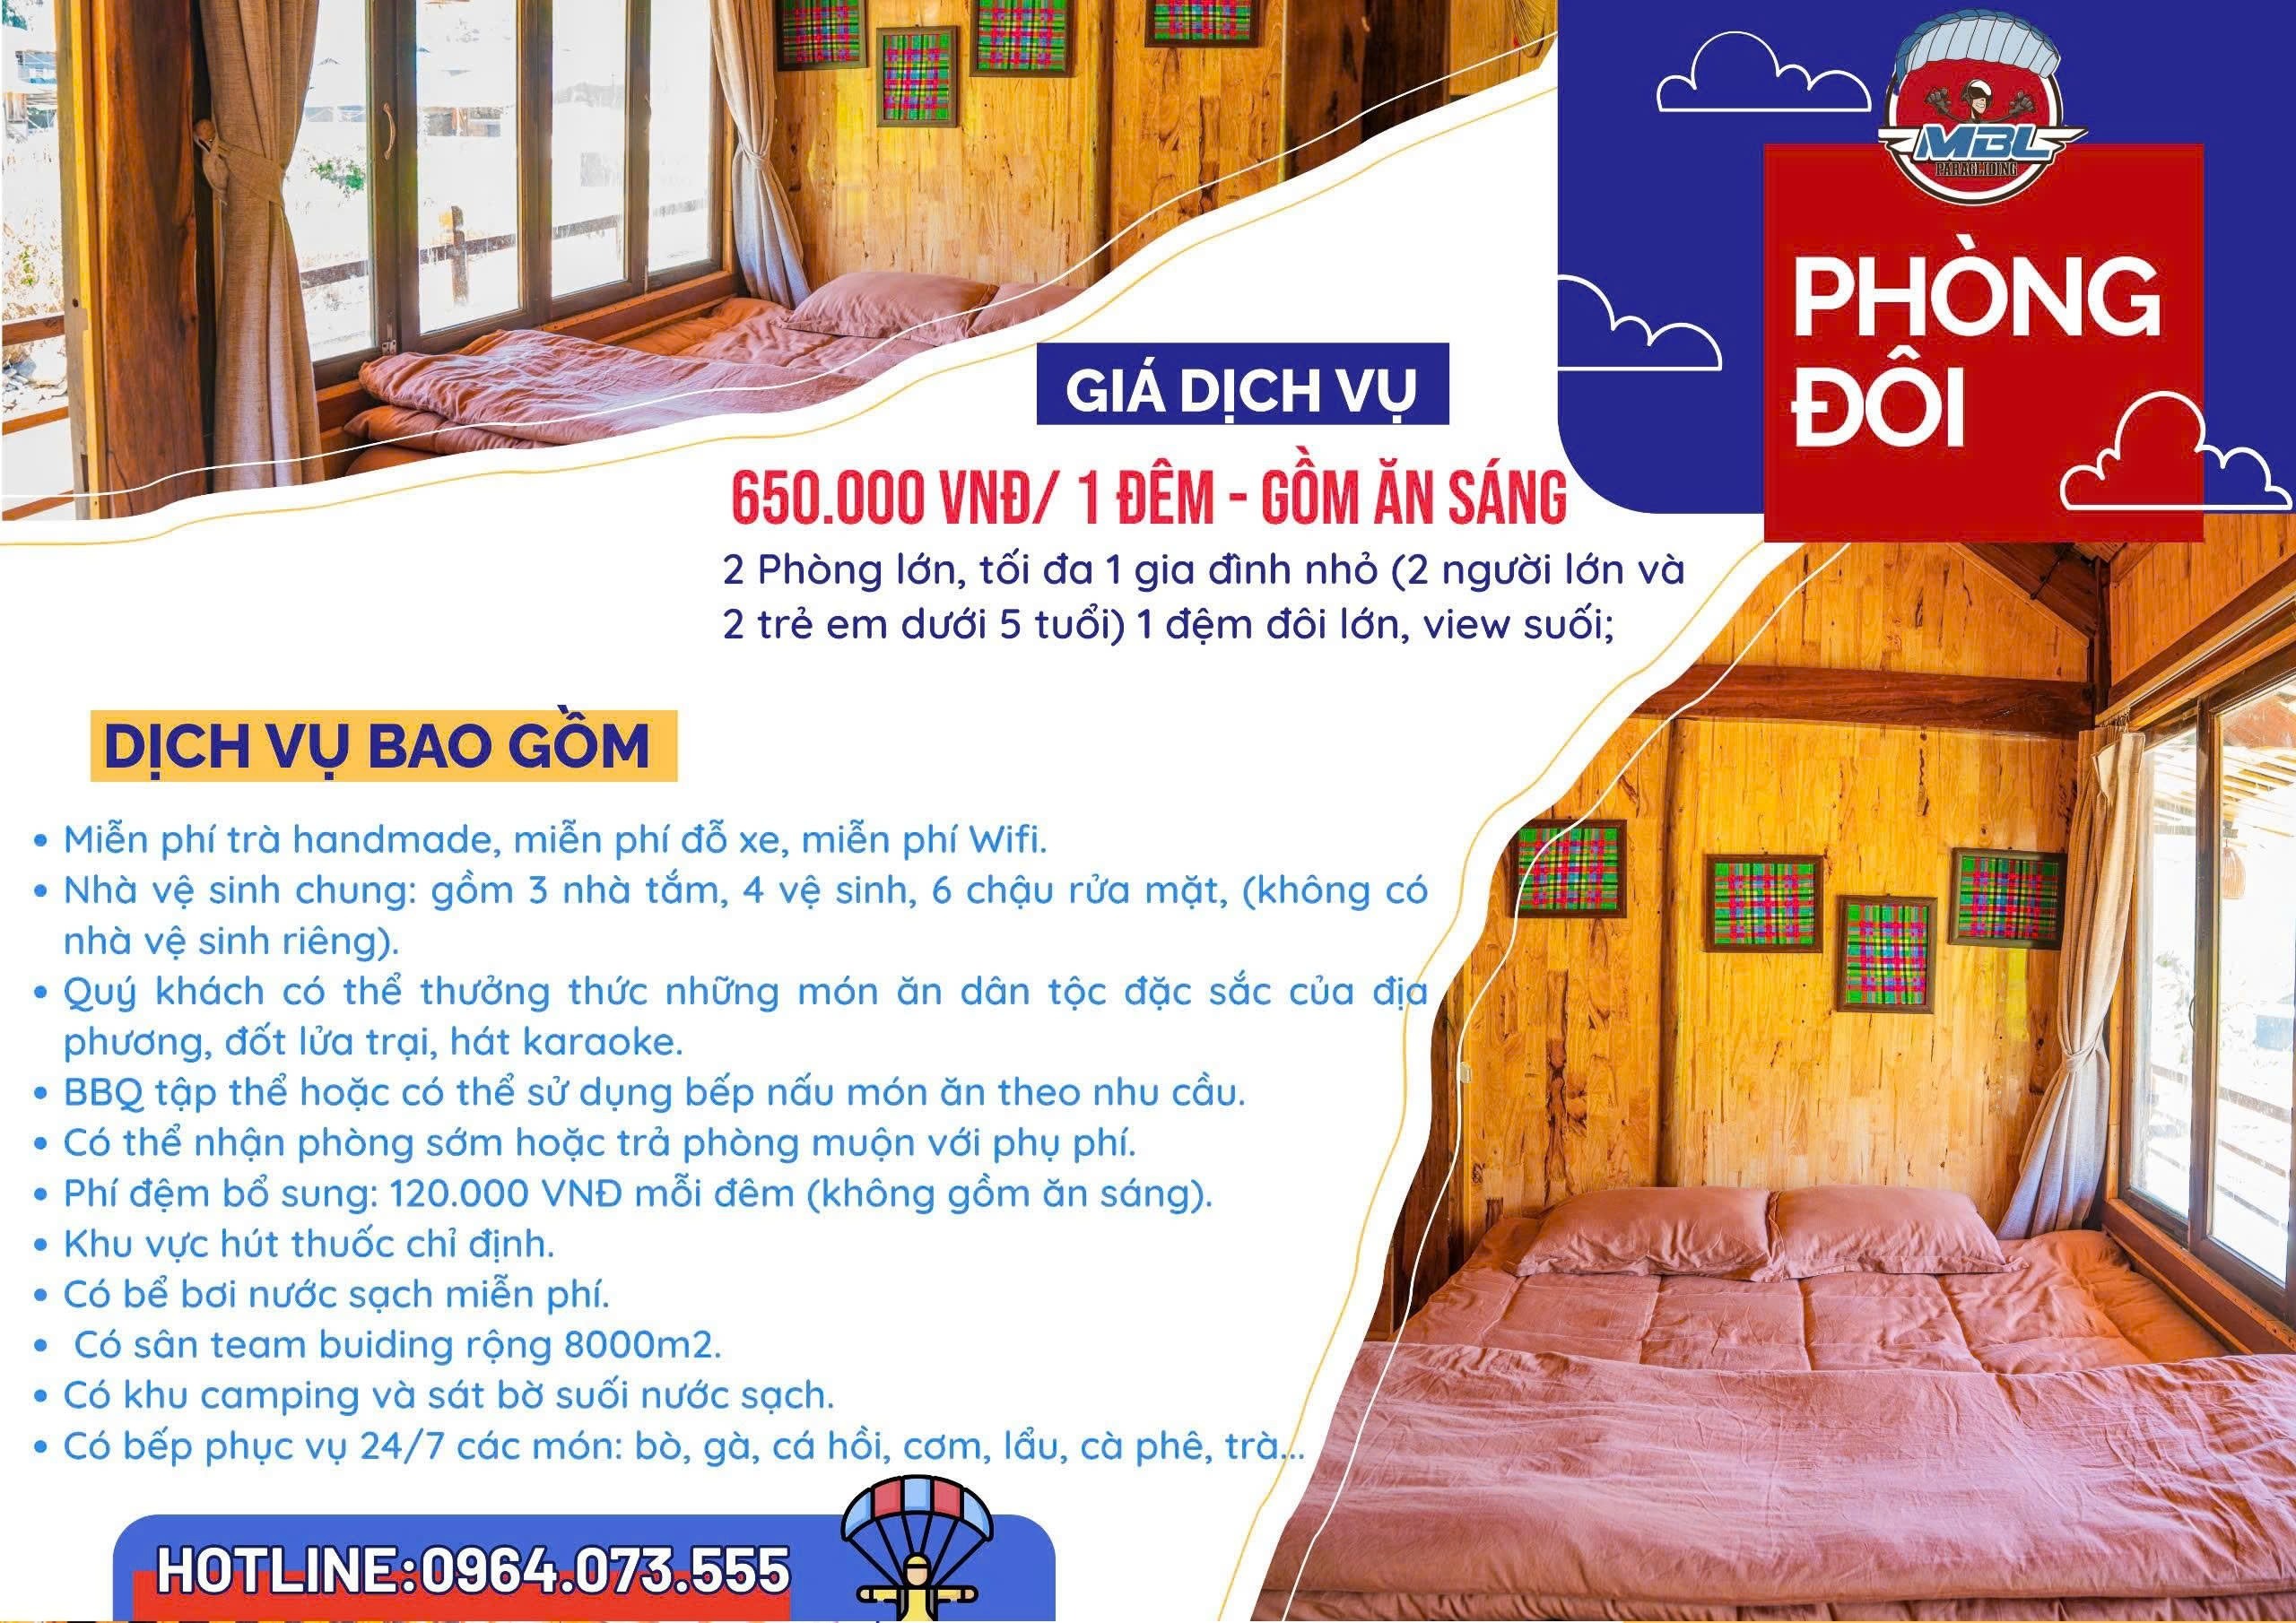 MBL
PARAGLIDING
PHÒNG
ĐÔI
GIÁ DỊCH VỤ
650.000 VNĐ/ 1 ĐÊM - GỒM ĂN SÁNG
2 Phòng lớn, tối đa 1 gia đình nhỏ (2 người lớn và
2 trẻ em dưới 5 tuổi) 1 đệm đôi lớn, view suối;
DỊCH VỤ BAO GỒM
• Miễn phí trà handmade, miễn phí đỗ xe, miễn phí Wifi.
• Nhà vệ sinh chung: gồm 3 nhà tắm, 4 vệ sinh, 6 chậu rửa mặt, (không có
nhà vệ sinh riêng).
• Quý khách có thể thưởng thức những món ăn dân tộc đặc sắc của địa
phương, đốt lửa trại, hát karaoke.
• BBQ tập thể hoặc có thể sử dụng bếp nấu món ăn theo nhu cầu.
• Có thể nhận phòng sớm hoặc trả phòng muộn với phụ phí.
• Phí đệm bổ sung: 120.000 VNĐ mỗi đêm (không gồm ăn sáng).
• Khu vực hút thuốc chỉ định.
• Có bể bơi nước sạch miễn phí.
• Có sân team buiding rộng 8000m2.
• Có khu camping và sát bờ suối nước sạch.
• Có bếp phục vụ 24/7 các món: bò, gà, cá hồi, cơm, lẩu, cà phê, trà...
HOTLINE:0964.073.555